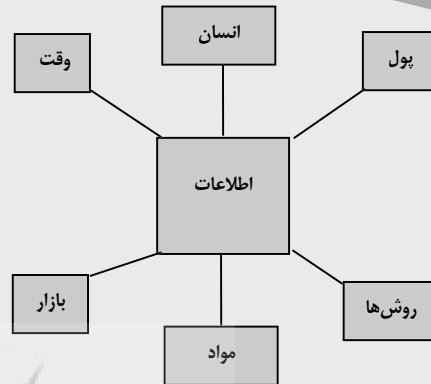 انسان
پول
وقت
اطلاعات
روش‌ها
بازار
مواد